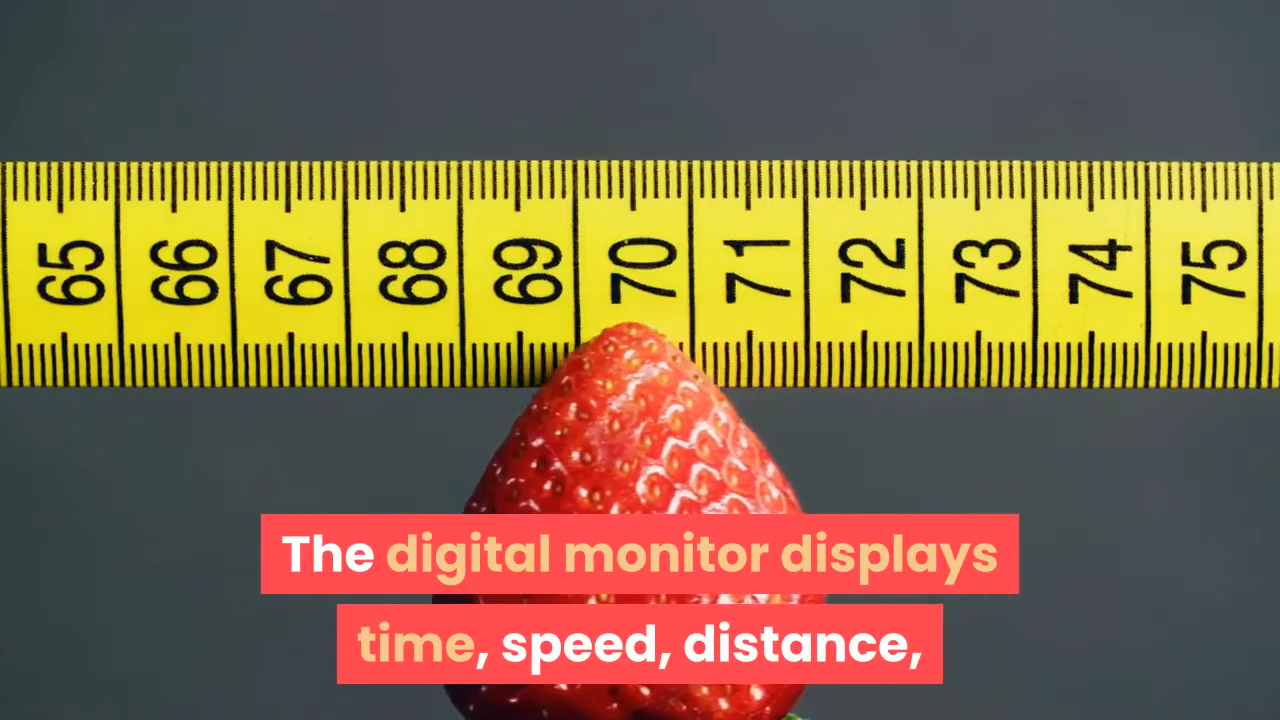 65 66 67 68 69 70 71 72 73 74 75
The digital monitor displays
time, speed, distance,